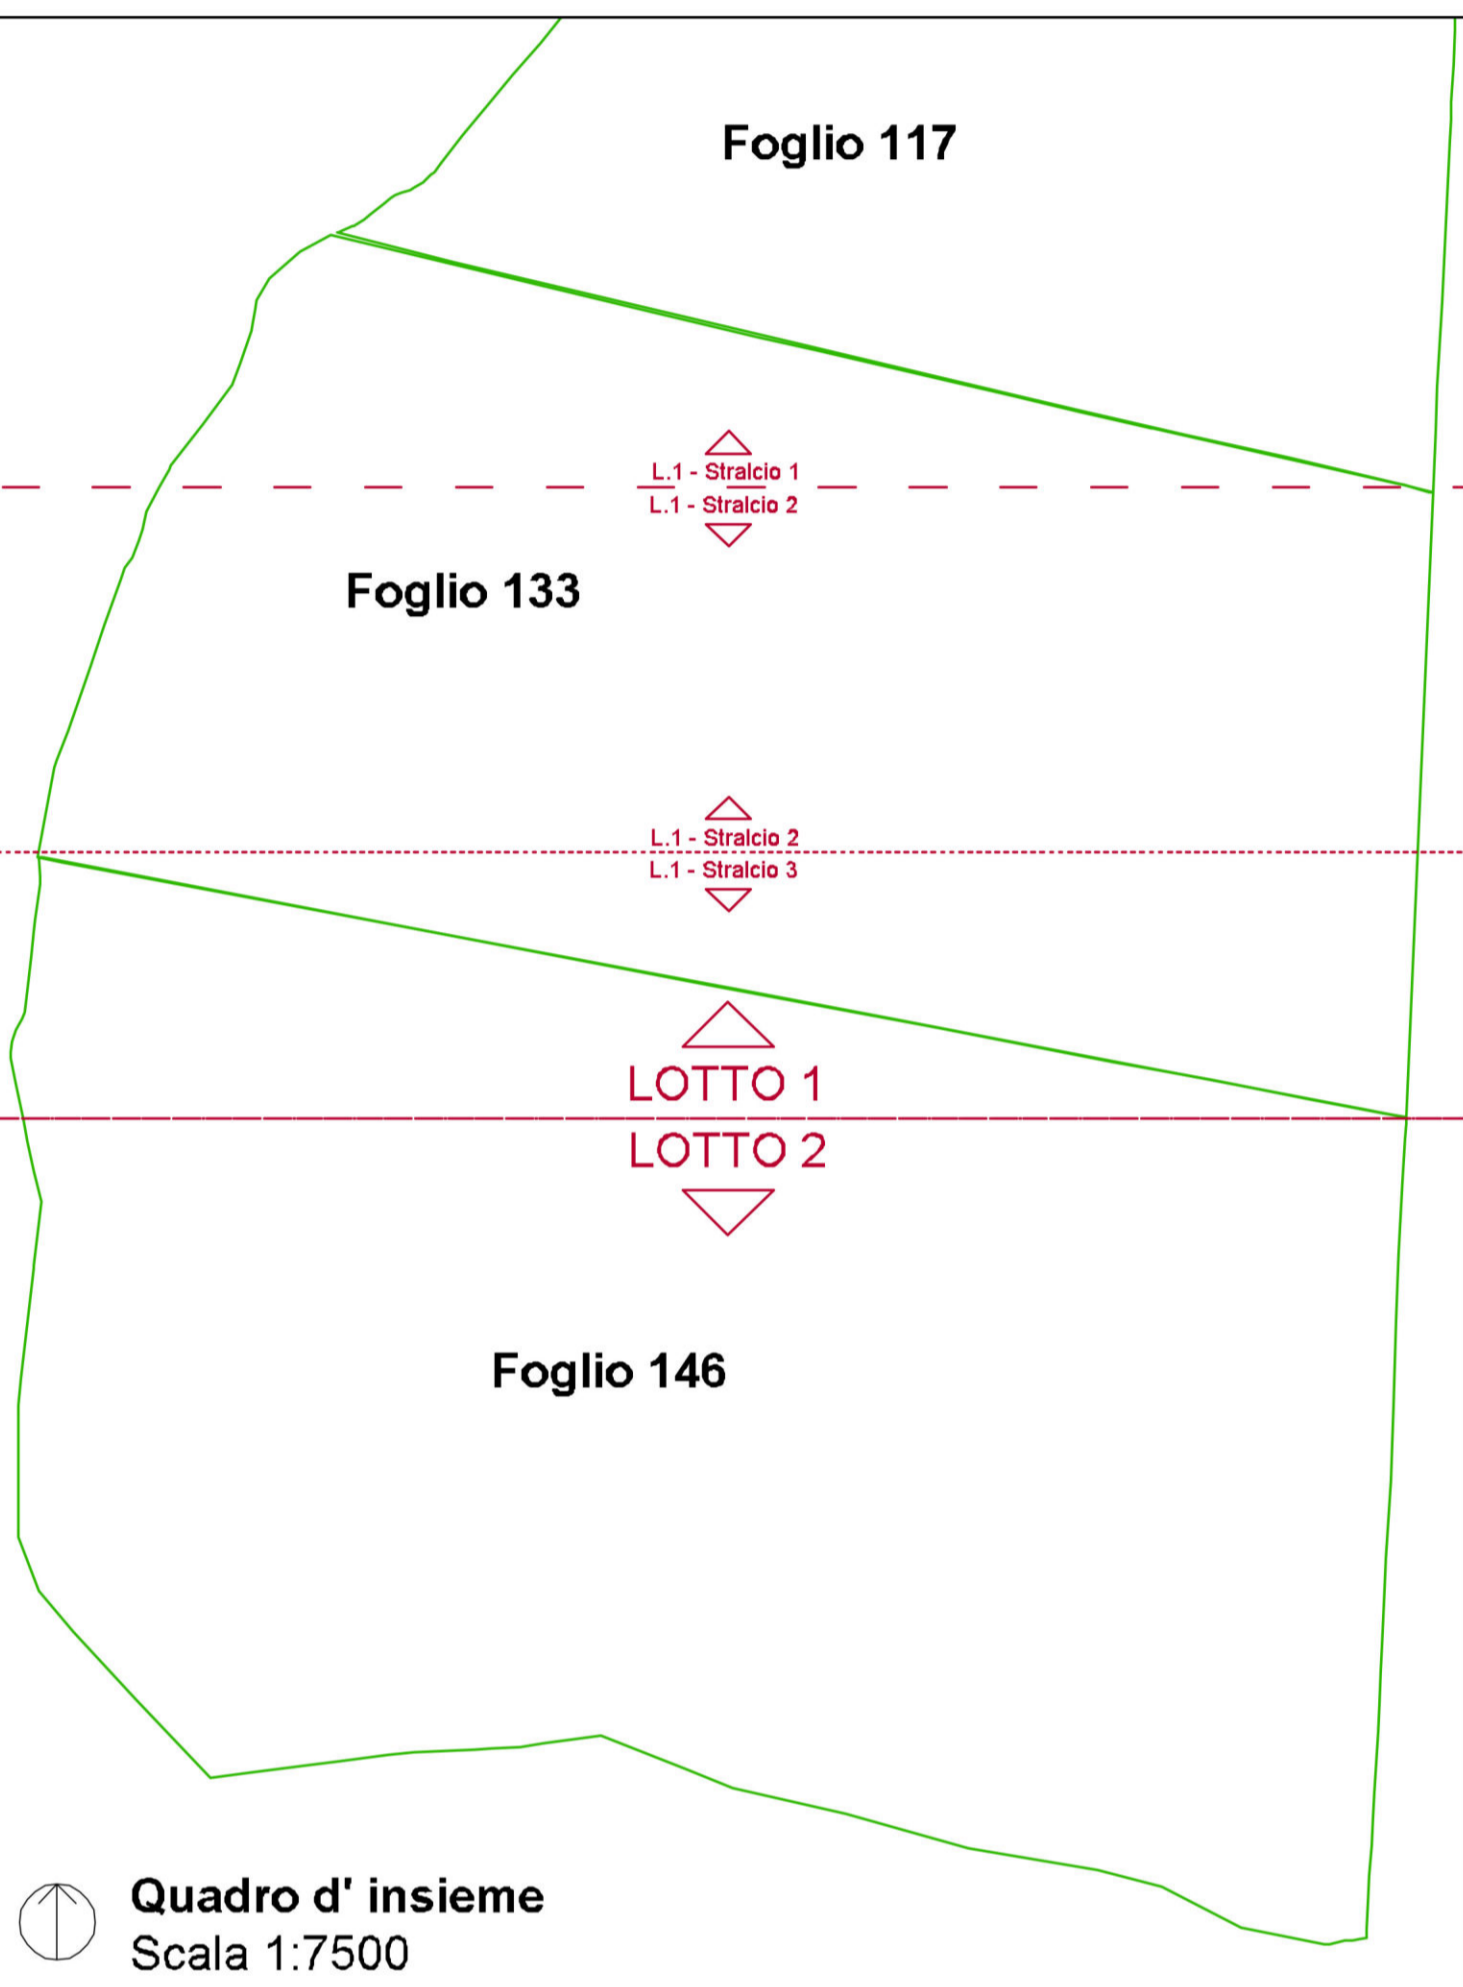 Foglio 117
L.1 - Stralcio 1
L.1 - Stralcio 2
Foglio 133
L.1 - Stralcio 2
L.1 - Stralcio 3
LOTTO 1
LOTTO 2
Foglio 146
Quadro d' insieme
Scala 1:7500